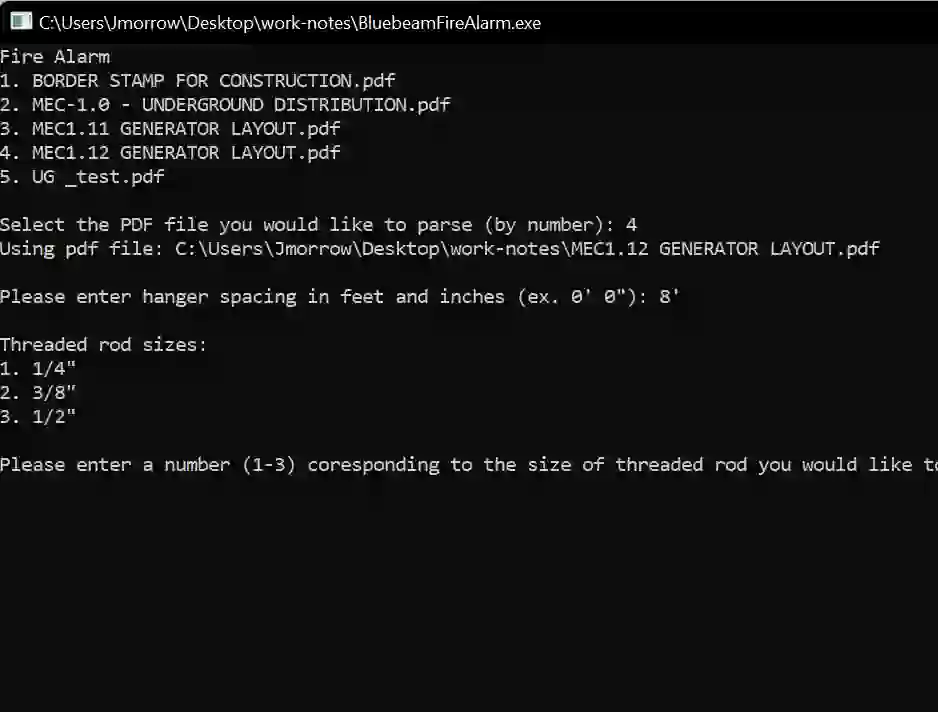 C:\Users\Jmorrow\Desktop\work-notes\BluebeamFireAlarm.exe
Fire Alarm
1. BORDER STAMP FOR CONSTRUCTION.pdf
2. MEC-1.0 - UNDERGROUND DISTRIBUTION.pdf
3. MEC1.11 GENERATOR LAYOUT.pdf
4. MEC1.12 GENERATOR LAYOUT.pdf
5. UG _test.pdf
Select the PDF file you would like to parse (by number): 4
Using pdf file: C:\Users\Jmorrow\Desktop\work-notes\MEC1.12 GENERATOR LAYOUT.pdf
Please enter hanger spacing in feet and inches (ex. 0' 0"): 8'
Threaded rod sizes:
1. 1/4"
2. 3/8"
3. 1/2"
Please enter a number (1-3) coresponding to the size of threaded rod you would like